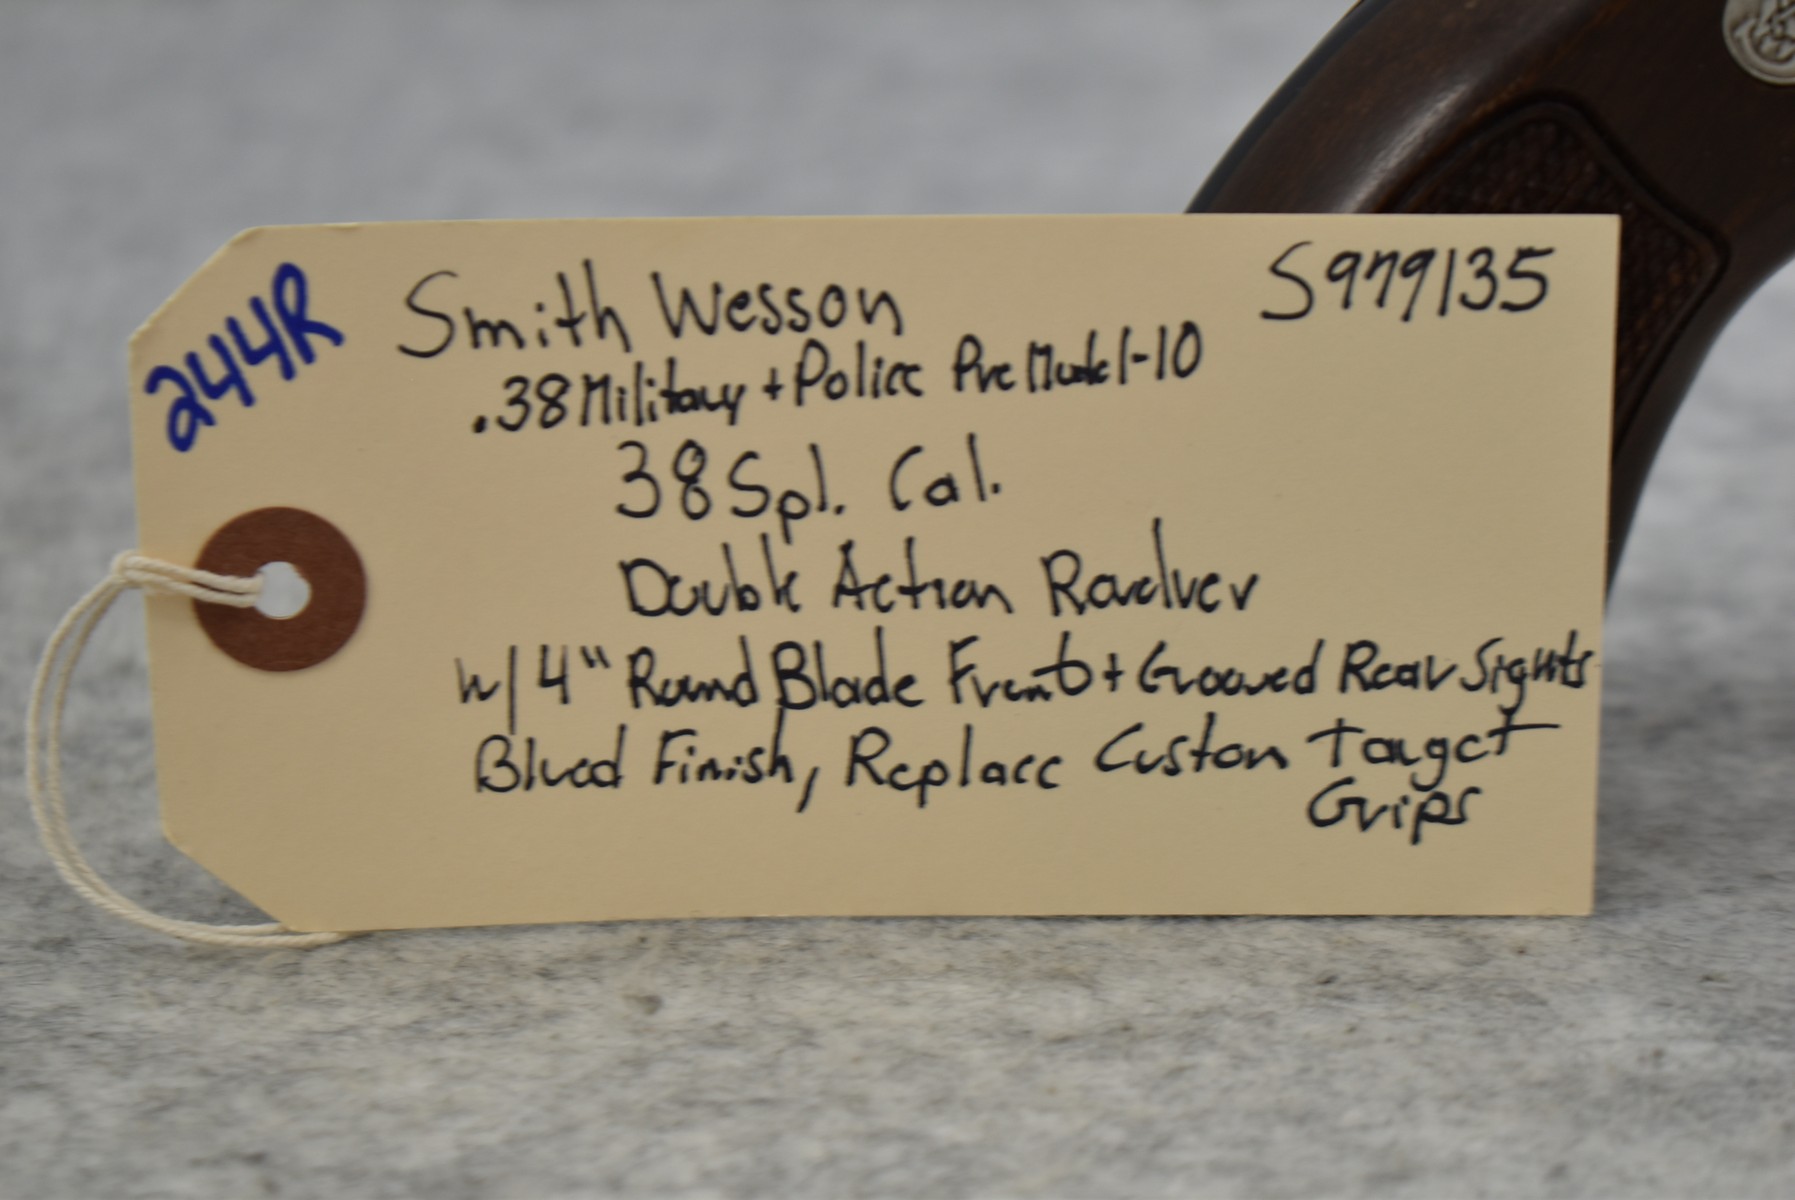 244R
Smith Wesson S979135
.38 Military + Police Pre Model-10
38 Spl. Cal.
Double Action Revolver
w/ 4" Round Blade Front + Grooved Rear Sights
Blued Finish, Replace Custon Target
Grips